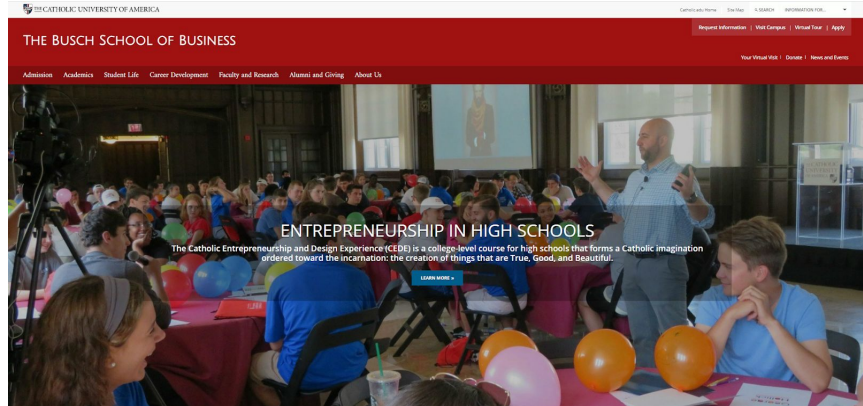 THE CATHOLIC UNIVERSITY OF AMERICA
Catholic.edu Home Site Map SEARCH INFORMATION FOR...
Request Information | Visit Campus | Virtual Tour | Apply
THE BUSCH SCHOOL OF BUSINESS
Your Virtual Visit | Donate | News and Events
Admission Academics Student Life Career Development Faculty and Research Alumni and Giving About Us
ENTREPRENEURSHIP IN HIGH SCHOOLS
The Catholic Entrepreneurship and Design Experience (CEDE) is a college-level course for high schools that forms a Catholic imagination
ordered toward the incarnation: the creation of things that are True, Good, and Beautiful.
LEARN MORE »